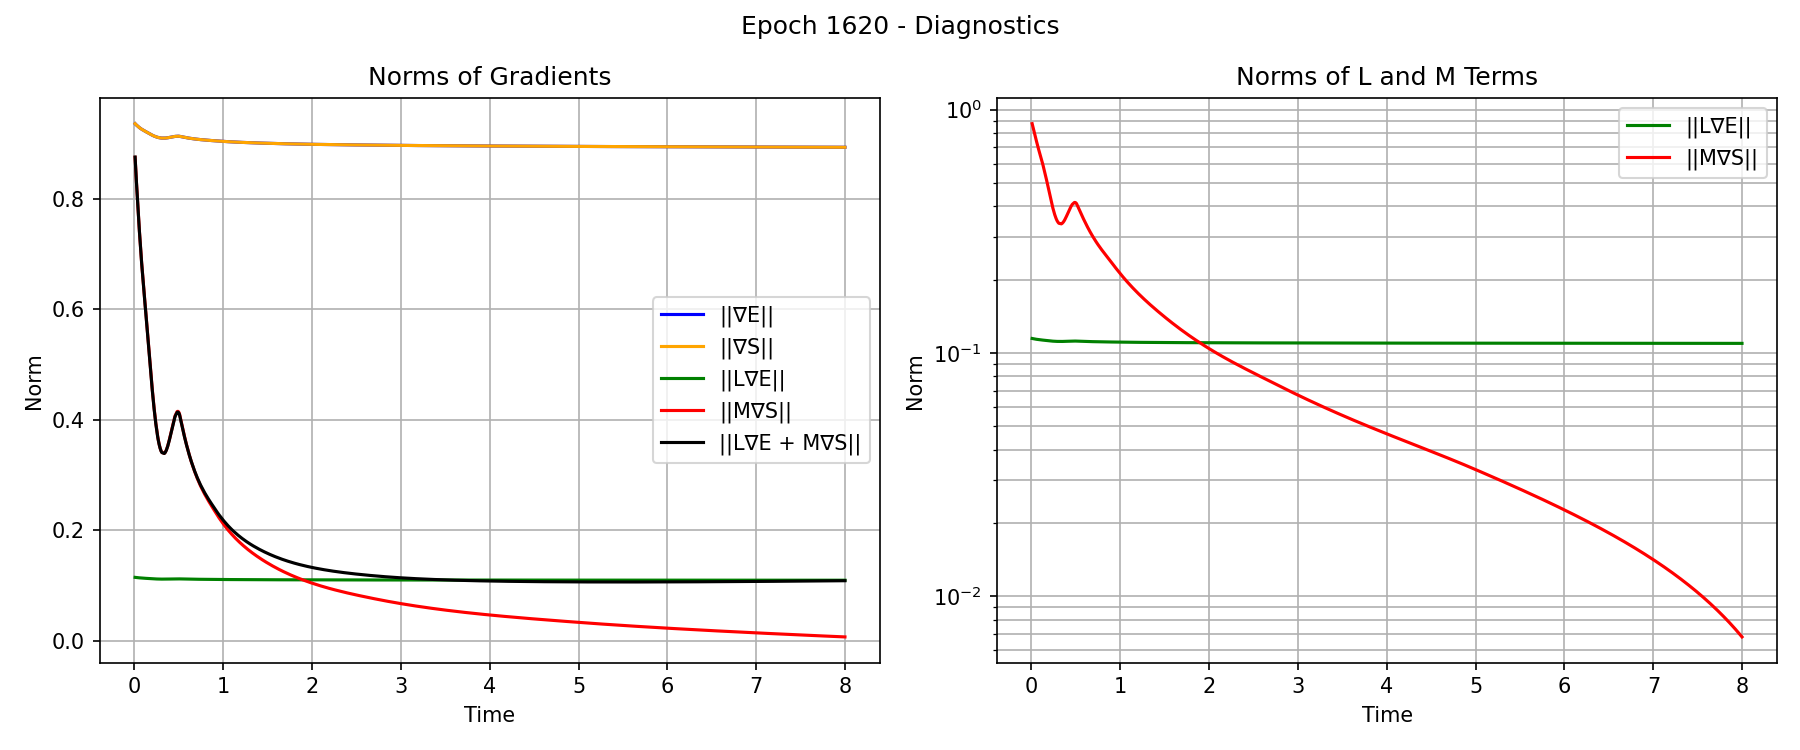 Epoch 1620 - Diagnostics
Norms of Gradients
Norm
0.8
0.6
0.4
0.2
0.0
||∇E||
||∇S||
||L∇E||
||M∇S||
||L∇E + M∇S||
0 1 2 3 4 5 6 7 8
Time
Norms of L and M Terms
Norm
10⁰
10⁻¹
10⁻²
||L∇E||
||M∇S||
0 1 2 3 4 5 6 7 8
Time